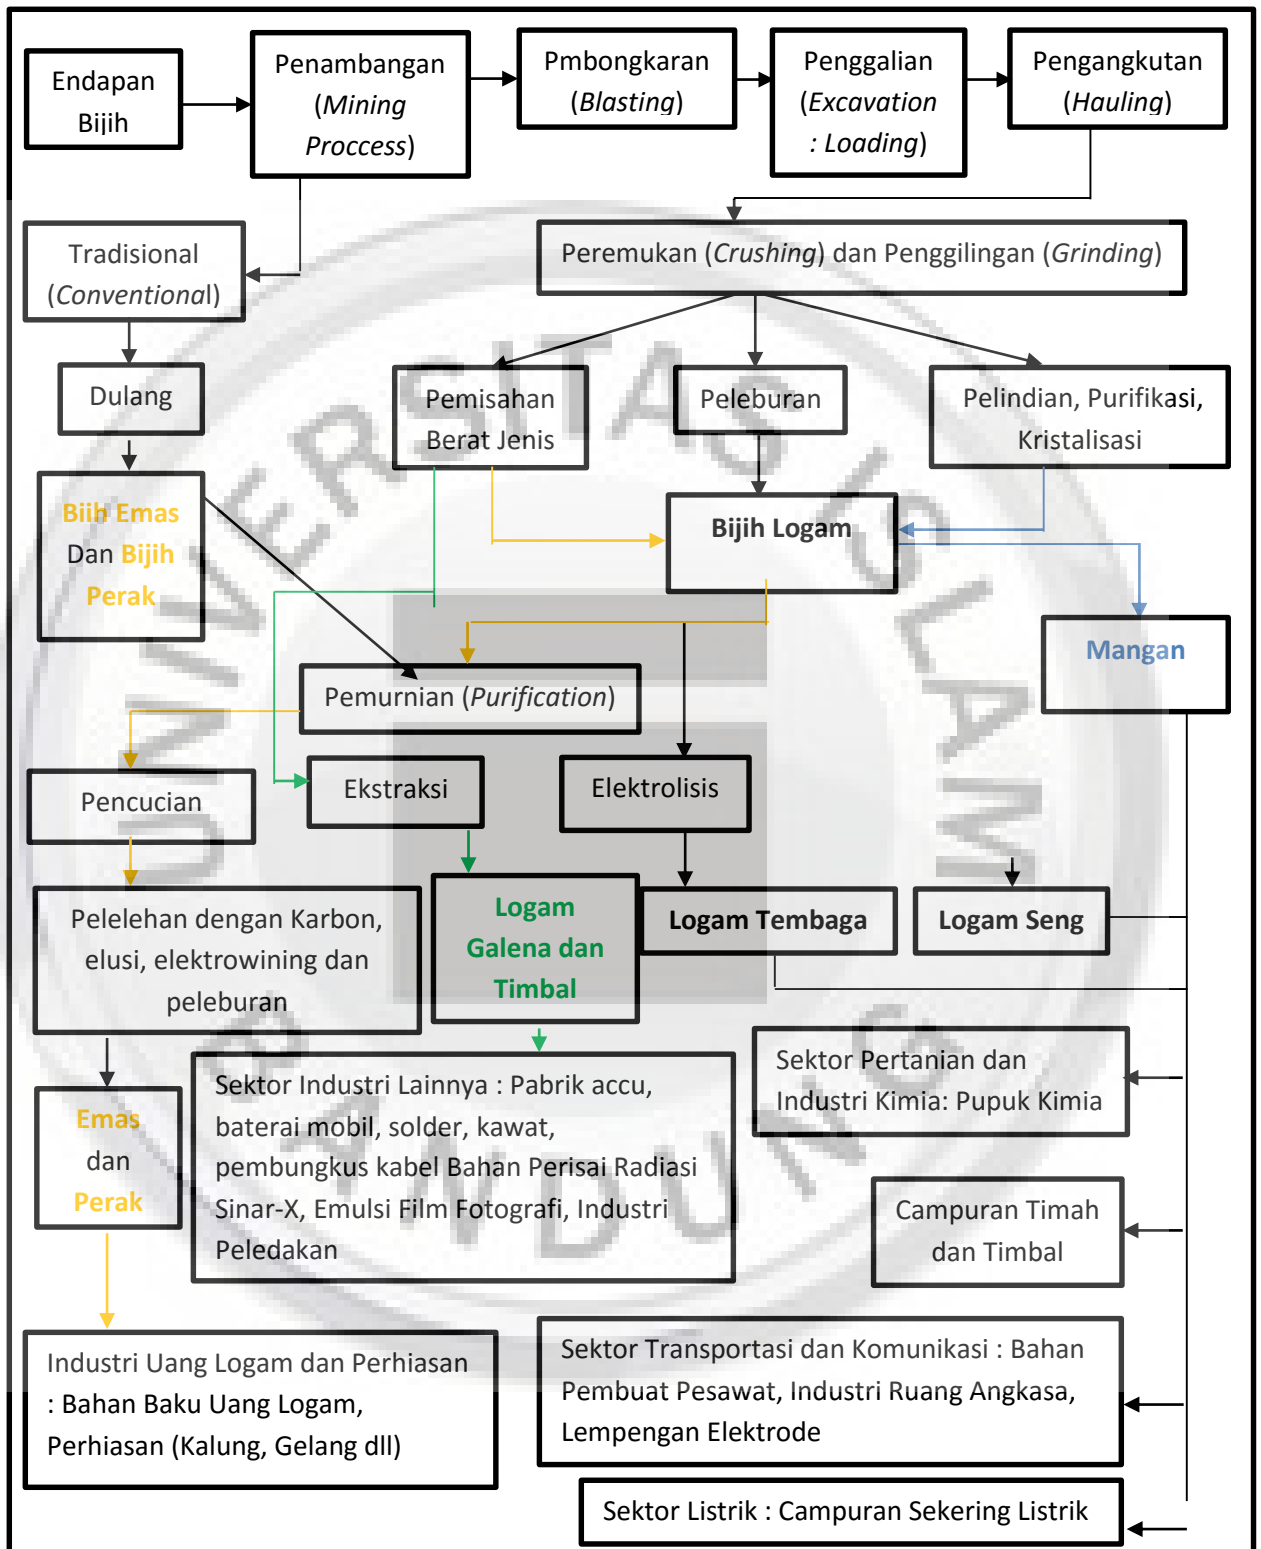 Endapan
Bijih
Penambangan
(Mining
Proccess)
Pmbongkaran
(Blasting)
Penggalian
(Excavation
: Loading)
Pengangkutan
(Hauling)
Tradisional
(Conventional)
Peremukan (Crushing) dan Penggilingan (Grinding)
Dulang
Pemisahan
Berat Jenis
Peleburan
Pelindian, Purifikasi,
Kristalisasi
Biih Emas
Dan Bijih
Perak
Bijih Logam
Mangan
Pemurnian (Purification)
Pencucian
Ekstraksi
Elektrolisis
Pelelehan dengan Karbon,
elusi, elektrowining dan
peleburan
Logam
Galena dan
Timbal
Logam Tembaga
Logam Seng
Emas
dan
Perak
Sektor Industri Lainnya : Pabrik accu,
baterai mobil, solder, kawat,
pembungkus kabel Bahan Perisai Radiasi
Sinar-X, Emulsi Film Fotografi, Industri
Peledakan
Sektor Pertanian dan
Industri Kimia: Pupuk Kimia
Campuran Timah
dan Timbal
Industri Uang Logam dan Perhiasan
: Bahan Baku Uang Logam,
Perhiasan (Kalung, Gelang dll)
Sektor Transportasi dan Komunikasi : Bahan
Pembuat Pesawat, Industri Ruang Angkasa,
Lempengan Elektrode
Sektor Listrik : Campuran Sekering Listrik
UNIVERSITAS ISLAM
BANDUNG